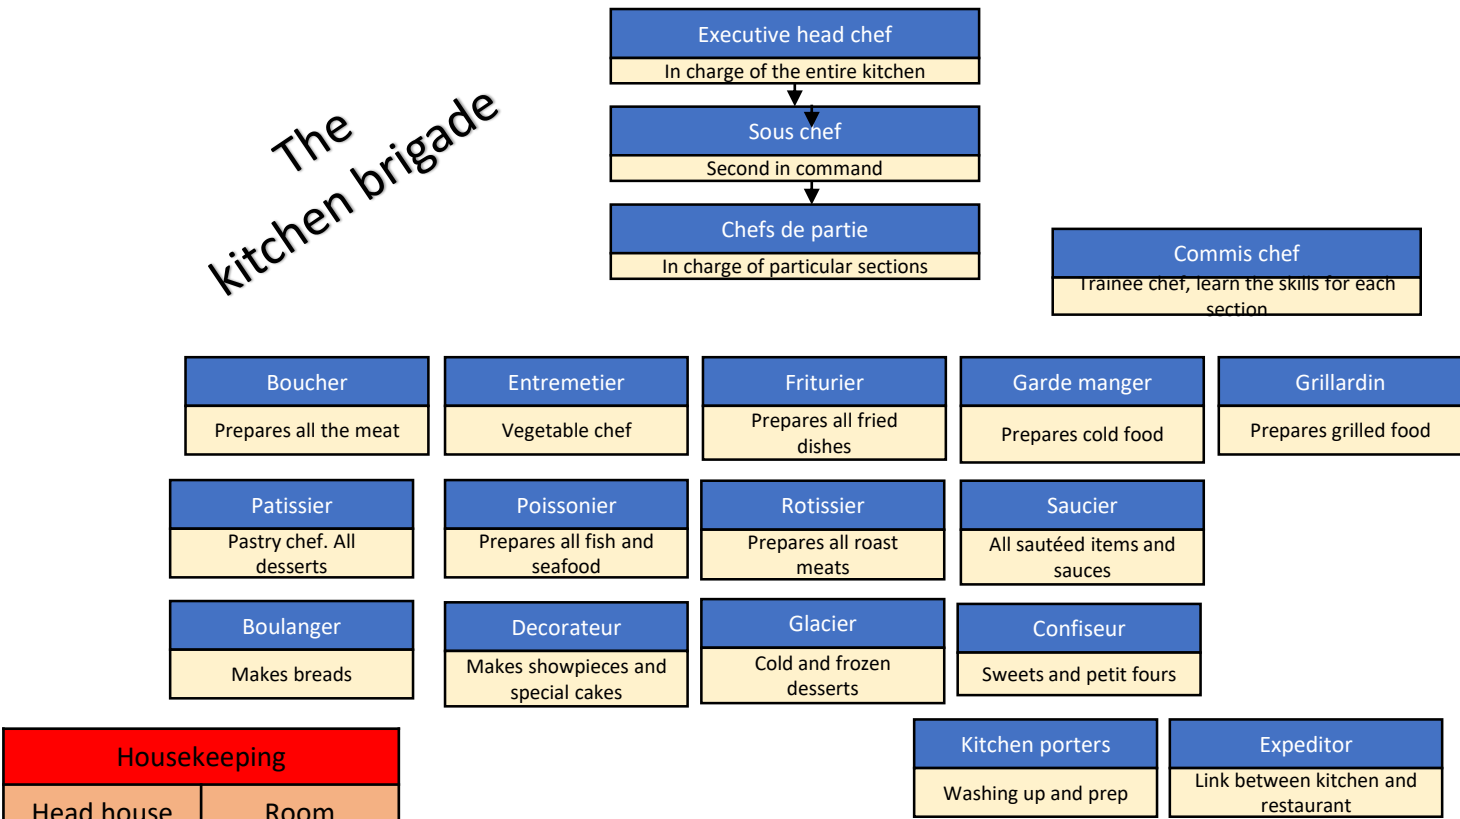 The
kitchen brigade
Executive head chef
In charge of the entire kitchen
Sous chef
Second in command
Chefs de partie
In charge of particular sections
Commis chef
Trainee chef, learn the skills for each
section
Boucher
Prepares all the meat
Entremetier
Vegetable chef
Friturier
Prepares all fried
dishes
Garde manger
Prepares cold food
Grillardin
Prepares grilled food
Patissier
Pastry chef. All
desserts
Poissonier
Prepares all fish and
seafood
Rotissier
Prepares all roast
meats
Saucier
All sautéed items and
sauces
Boulanger
Makes breads
Decorateur
Makes showpieces and
special cakes
Glacier
Cold and frozen
desserts
Confiseur
Sweets and petit fours
Kitchen porters
Washing up and prep
Expeditor
Link between kitchen and
restaurant
Housekeeping
Head house
Room